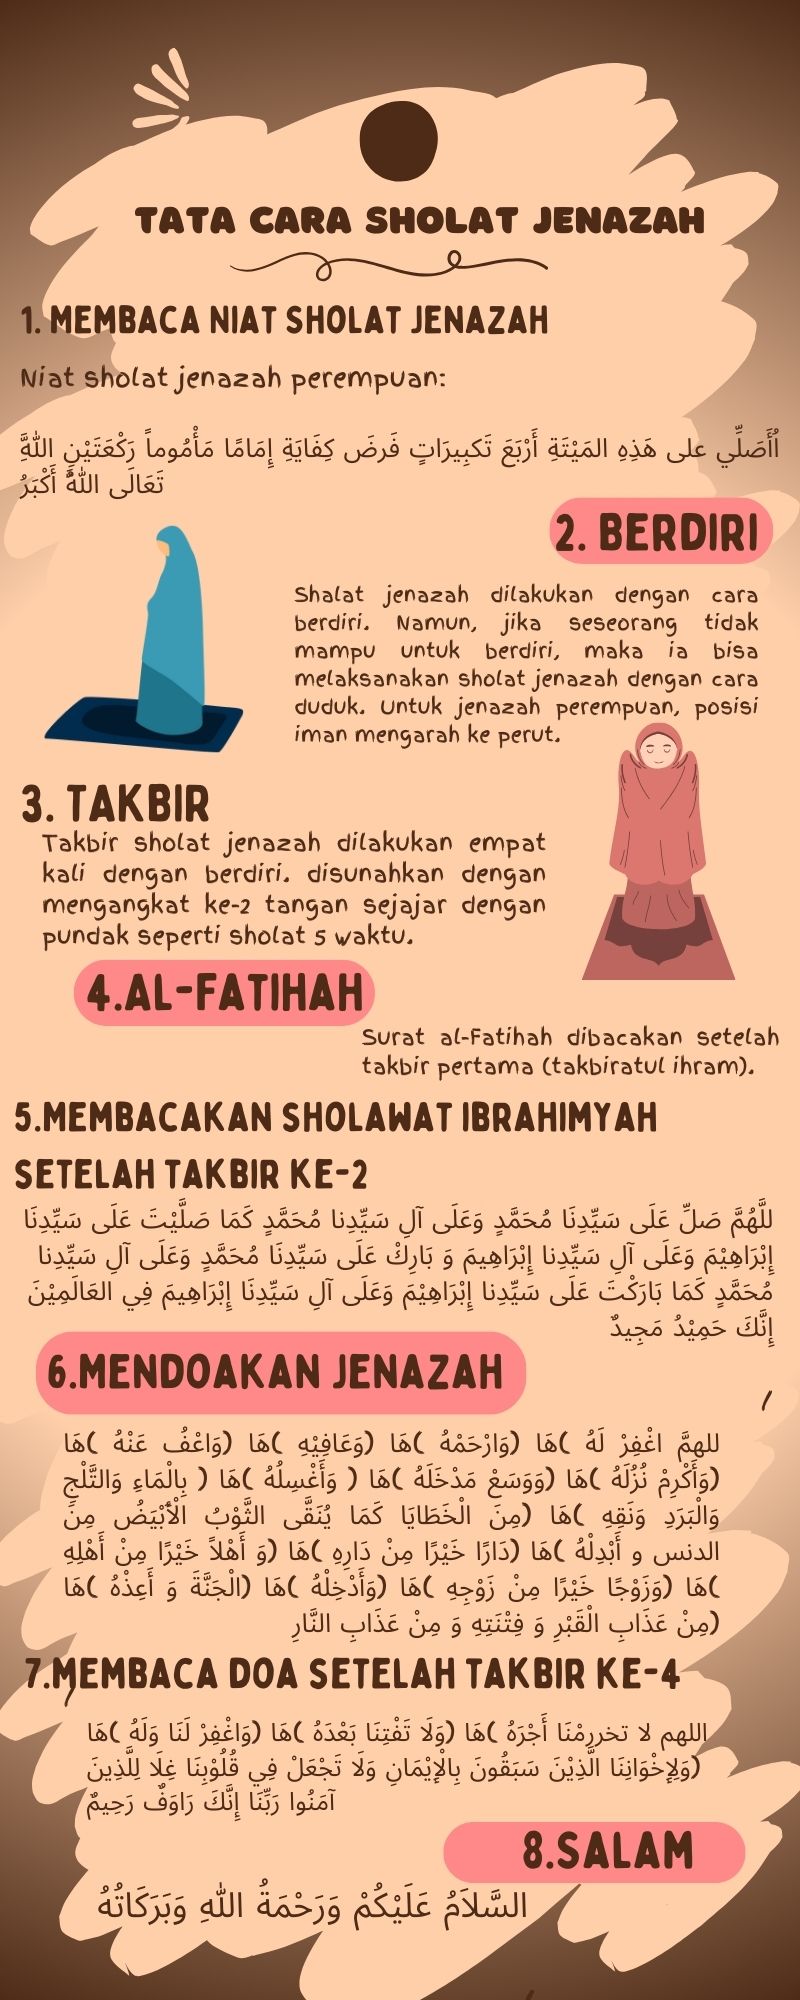 TATA CARA SHOLAT JENAZAH
1. MEMBACA NIAT SHOLAT JENAZAH
Niat sholat jenazah perempuan:
اُأَصَلِّي على هَذِهِ المَيْتَةِ أَرْبَعَ تَكبِيرَاتٍ فَرضَ كِفَايَةِ إِمَامًا مَأْمُوماً رَكْعَتَيْنِ اللهَِّ
تَعَالَى اللهُ أَكْبَرُ
2. BERDIRI
Shalat jenazah dilakukan dengan cara
berdiri. Namun, jika seseorang tidak
mampu untuk berdiri, maka ia bisa
melaksanakan sholat jenazah dengan cara
duduk. Untuk jenazah perempuan, posisi
iman mengarah ke perut.
3. TAKBIR
Takbir sholat jenazah dilakukan empat
kali dengan berdiri. disunahkan dengan
mengangkat ke-2 tangan sejajar dengan
pundak seperti sholat 5 waktu.
4.AL-FATIHAH
Surat al-Fatihah dibacakan setelah
takbir pertama (takbiratul ihram).
5.MEMBACAKAN SHOLAWAT IBRAHIMYAH
SETELAH TAKBIR KE-2
للَّهُمَّ صَلِّ عَلَى سَيِّدِنَا مُحَمَّدٍ وَعَلَى آلِ سَيِّدِنا مُحَمَّدٍ كَمَا صَلَّيْتَ عَلَى سَيِّدِنَا
إِبْرَاهِيْمَ وَعَلَى آلِ سَيِّدِنا إِبْرَاهِيمَ وَ بَارِكْ عَلَى سَيِّدِنَا مُحَمَّدٍ وَعَلَى آلِ سَيِّدِنا
مُحَمَّدٍ كَمَا بَارَكْتَ عَلَى سَيِّدِنا إِبْرَاهِيْمَ وَعَلَى آلِ سَيِّدِنَا إِبْرَاهِيمَ فِي العَالَمِيْنَ
إِنَّكَ حَمِيْدُ مَجِيدٌ
6.MENDOAKAN JENAZAH
للهمَّ اغْفِرْ لَهُ )هَا (وَارْحَمْهُ )هَا (وَعَافِيْهِ )هَا (وَاعْفُ عَنْهُ )هَا
(وَأَكْرِمْ نُزُلَهُ )هَا (وَوَسَعْ مَدْخَلَهُ )هَا ( وَأَغْسِلُهُ )هَا ( بِالْمَاءِ وَالثَّلْجِ
وَالْبَرَدِ وَنَقِهِ )هَا (مِنَ الْخَطَايَا كَمَا يُنَقَّى الثَّوْبُ الْأَبْيَضُ مِنَ
الدنس و أَبْدِلْهُ )هَا (دَارًا خَيْرًا مِنْ دَارِهِ )هَا (وَ أَهْلاً خَيْرًا مِنْ أَهْلِهِ
)هَا (وَزَوْجًا خَيْرًا مِنْ زَوْجِهِ )هَا (وَأَدْخِلْهُ )هَا (الْجَنَّةَ وَ أَعِذْهُ )هَا
(مِنْ عَذَابِ الْقَبْرِ وَ فِتْنَتِهِ وَ مِنْ عَذَابِ النَّارِ
7.MEMBACA DOA SETELAH TAKBIR KE-4
اللهم لا تخررِمْنَا أَجْرَهُ )هَا (وَلَا تَفْتِنَا بَعْدَهُ )هَا (وَاغْفِرْ لَنَا وَلَهُ )هَا
(وَلِإِخْوَانِنَا الَّذِيْنَ سَبَقُونَ بِالْإِيْمَانِ وَلَا تَجْعَلْ فِي قُلُوْبِنَا غِلَا لِلَّذِينَ
آمَنُوا رَبِّنَا إِنَّكَ رَاوَفٌ رَحِيمٌ
8.SALAM
السَّلاَمُ عَلَيْكُمْ وَرَحْمَةُ اللهِ وَبَرَكَاتُهُ